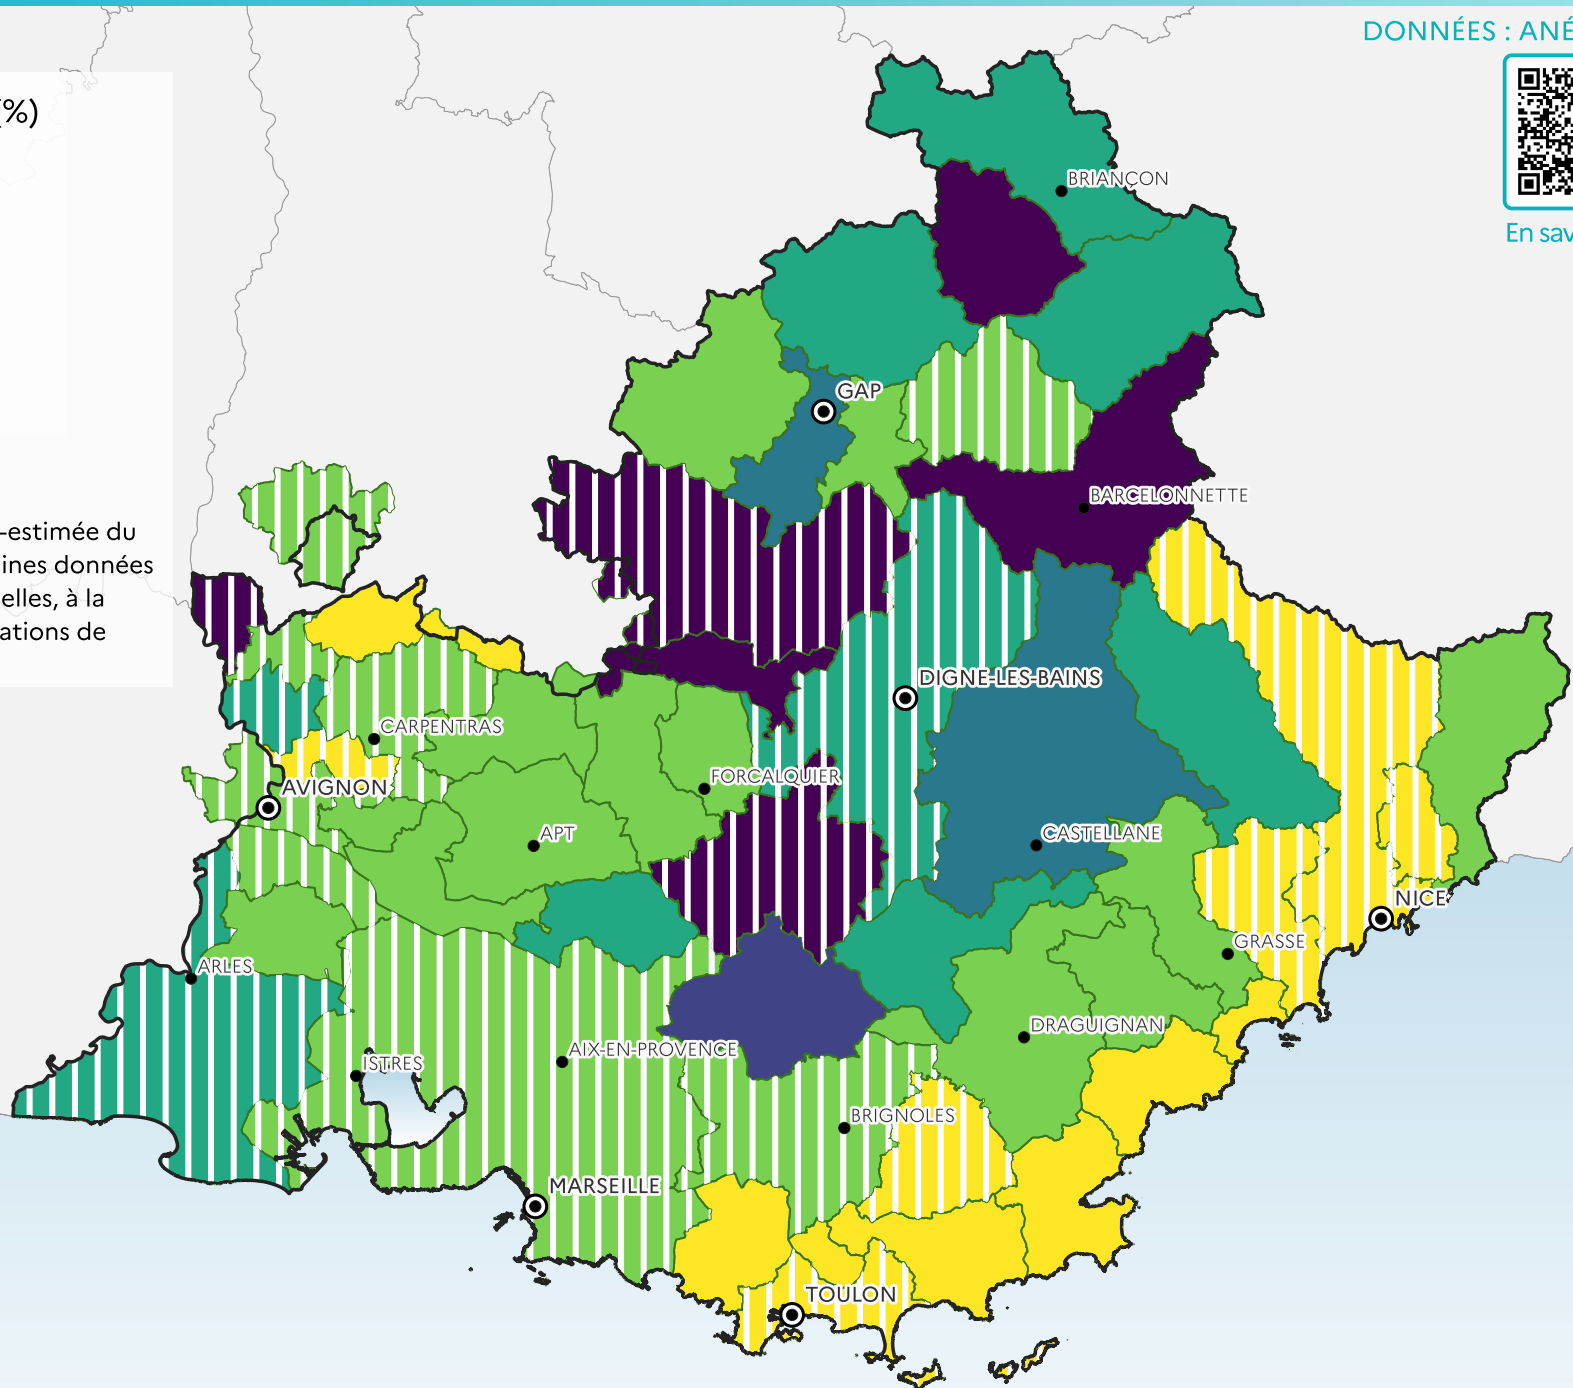 DONNÉES : ANÉ
(%)
En sav
-estimée du
ines données
elles, à la
ations de
BRIANÇON
GAP
BARCELONNETTE
DIGNE-LES-BAINS
CARPENTRAS
FORCALQUIER
AVIGNON
APT
CASTELLANE
NICE
GRASSE
ARLES
DRAGUIGNAN
AIX-EN-PROVENCE
ISTRES
BRIGNOLES
MARSEILLE
TOULON